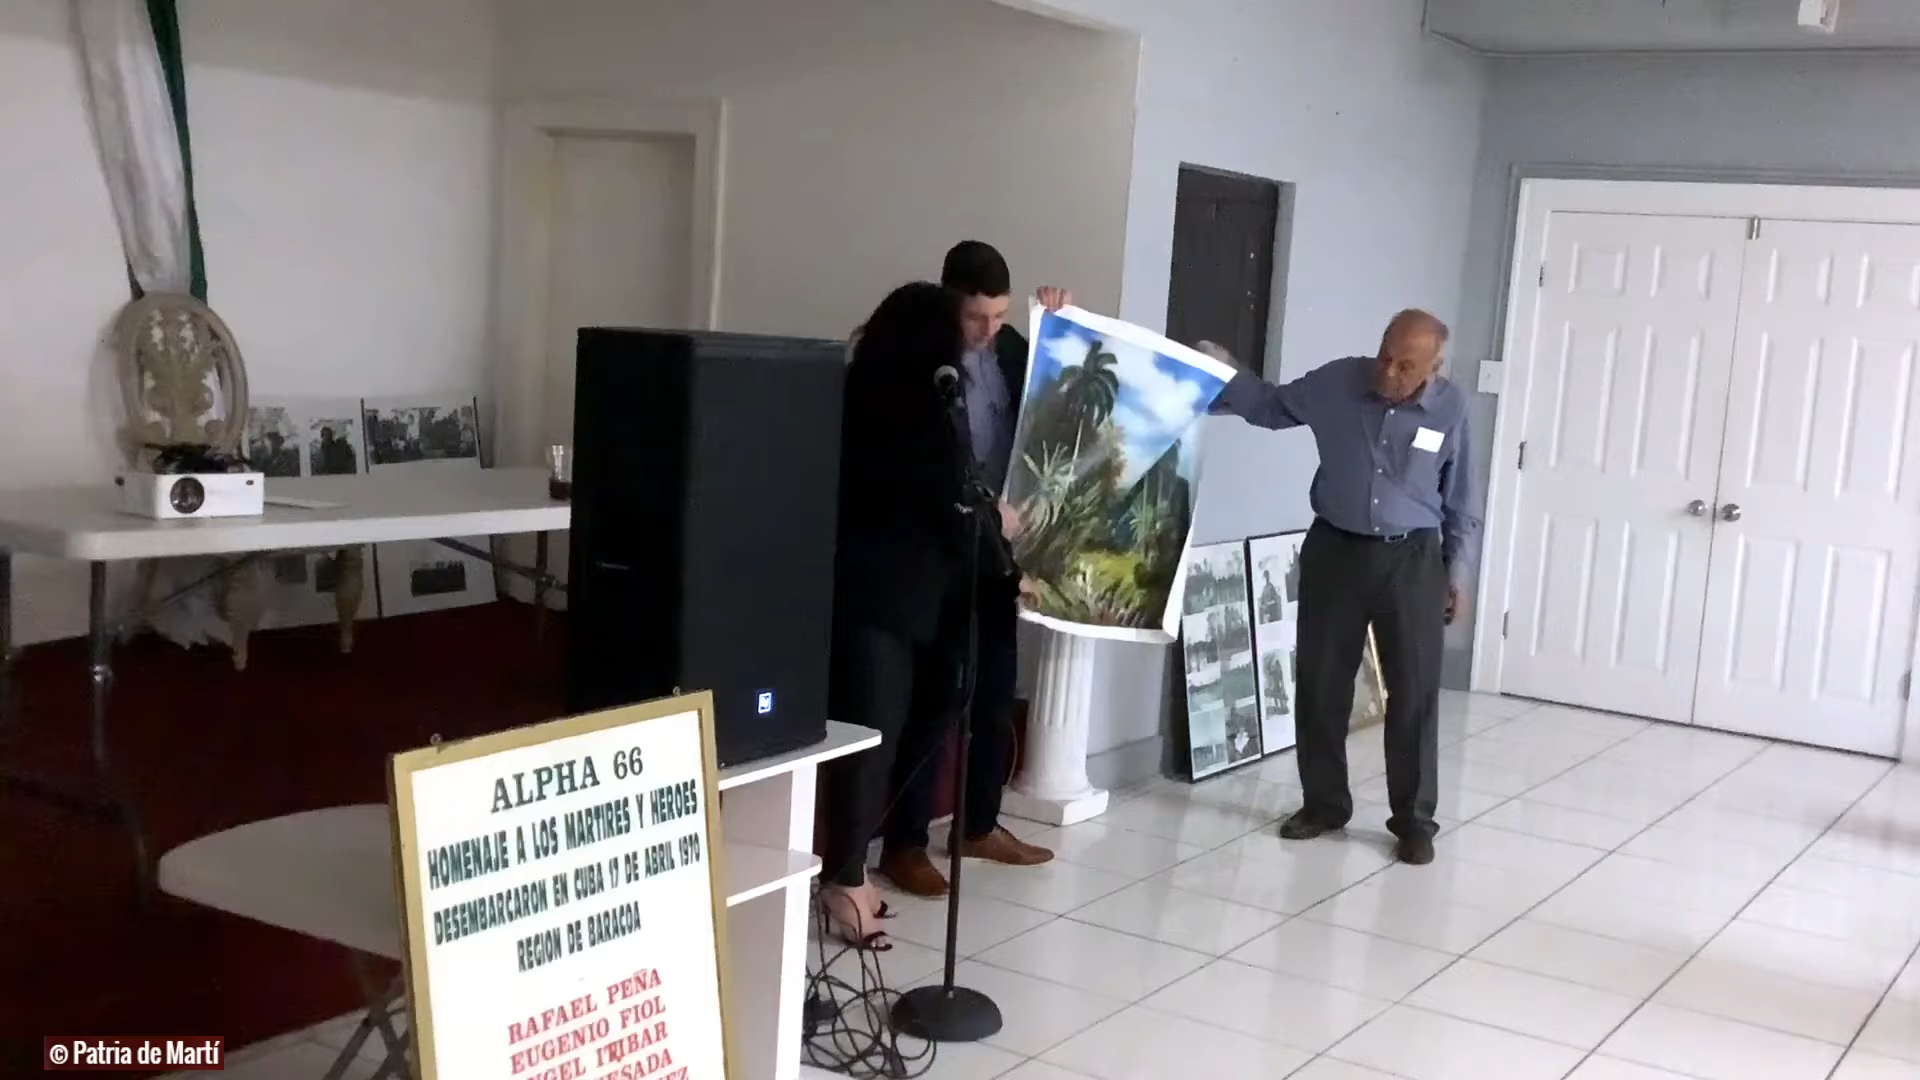 ALPHA 66
HOMENAJE A LOS MARTIRES Y HEROES
DESEMBARCARON EN CUBA 17 DE ABRIL 1970
REGION DE BARACOA
RAFAEL PEÑA
EUGENIO FIOL
© Patria de Martí